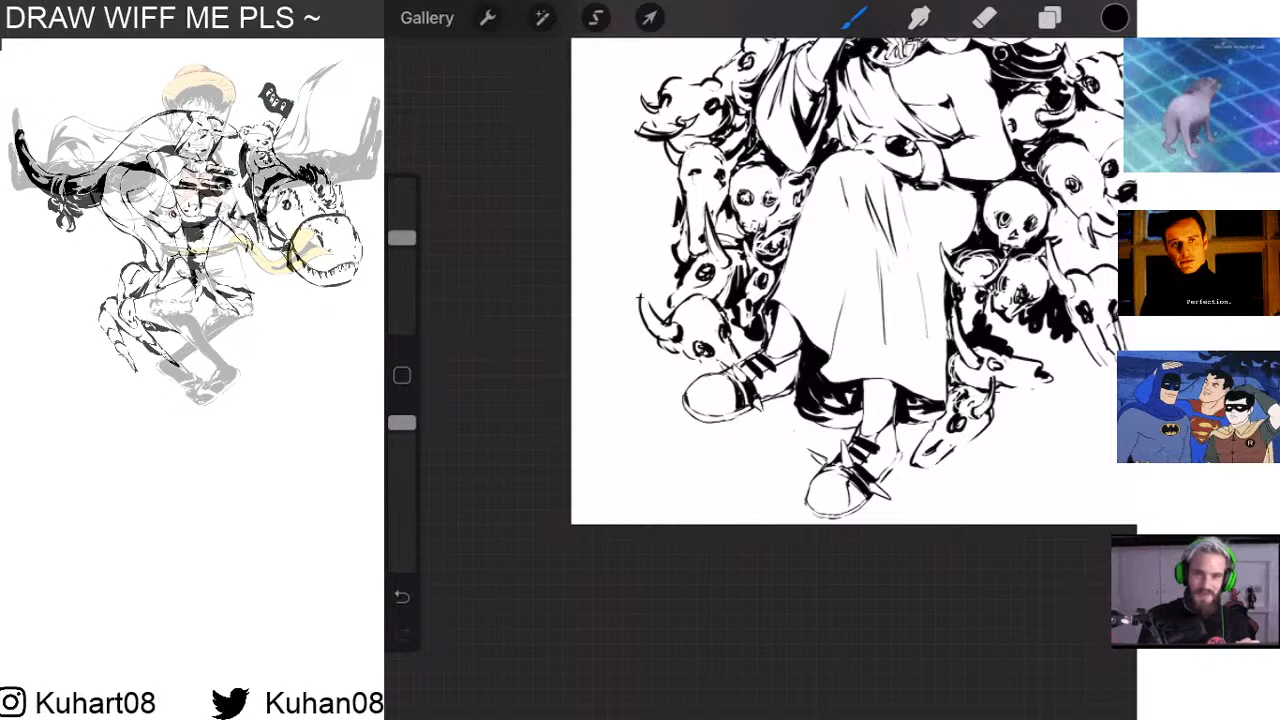 DRAW WIFF ME PLS ~
Gallery
Perfection.
R
Kuhart08
Kuhan08